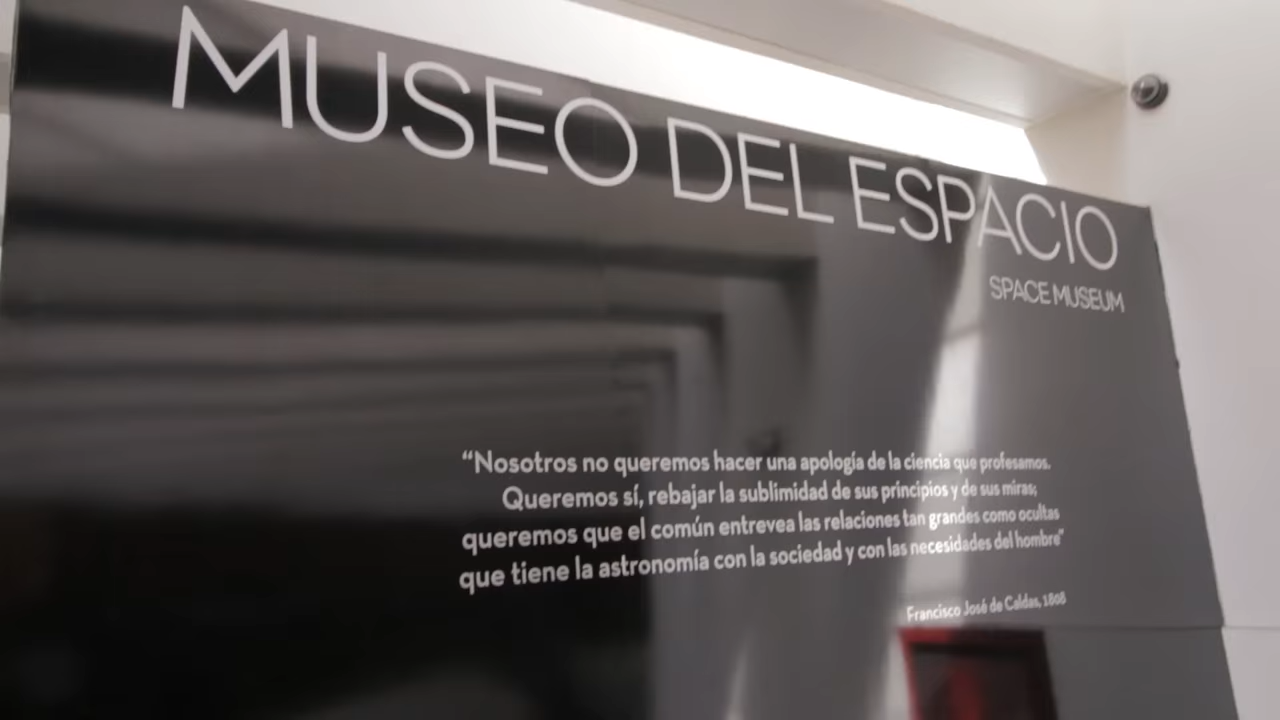 MUSEO DEL ESPACIO
SPACE MUSEUM
“Nosotros no queremos hacer una apología de la ciencia que profesamos.
Queremos sí, rebajar la sublimidad de sus principios y de sus miras;
queremos que el común entrevea las relaciones tan grandes como ocultas
que tiene la astronomía con la sociedad y con las necesidades del hombre”
Francisco José de Caldas, 1808